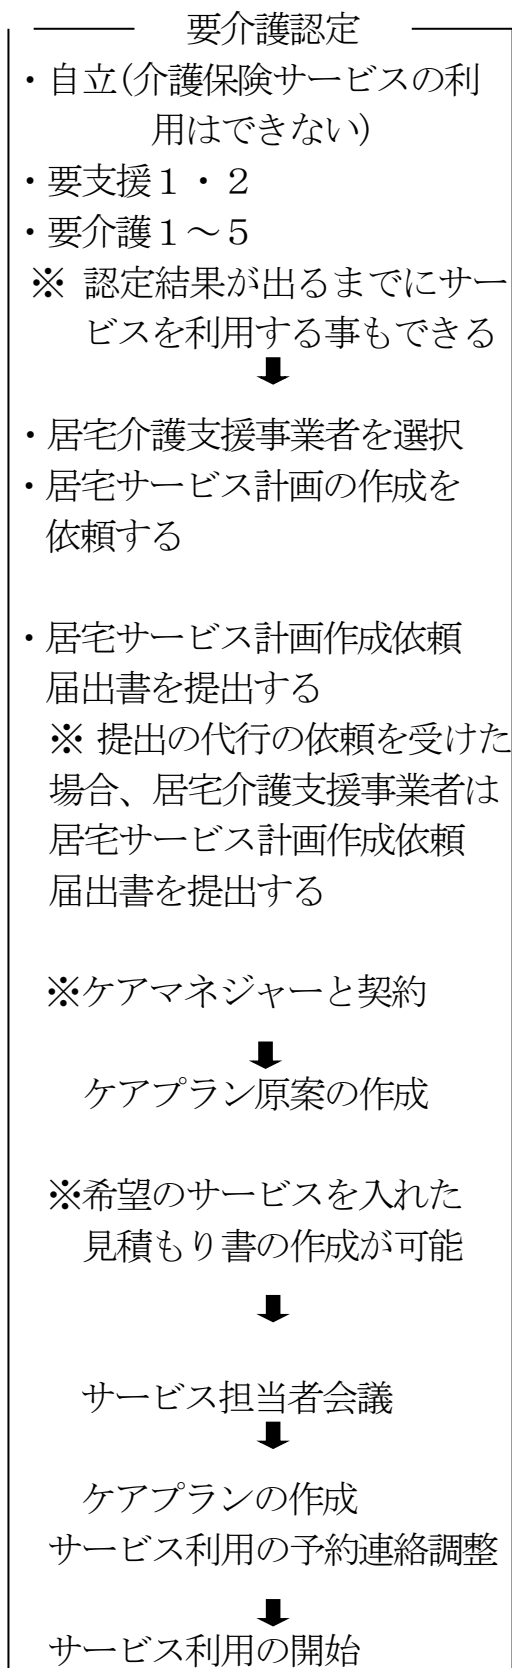 要介護認定
・自立(介護保険サービスの利
用はできない)
・要支援１・２
・要介護１～５
※ 認定結果が出るまでにサー
ビスを利用する事もできる
・居宅介護支援事業者を選択
・居宅サービス計画の作成を
依頼する
・居宅サービス計画作成依頼
届出書を提出する
※ 提出の代行の依頼を受けた
場合、居宅介護支援事業者は
居宅サービス計画作成依頼
届出書を提出する
※ケアマネジャーと契約
ケアプラン原案の作成
※希望のサービスを入れた
見積もり書の作成が可能
サービス担当者会議
ケアプランの作成
サービス利用の予約連絡調整
サービス利用の開始